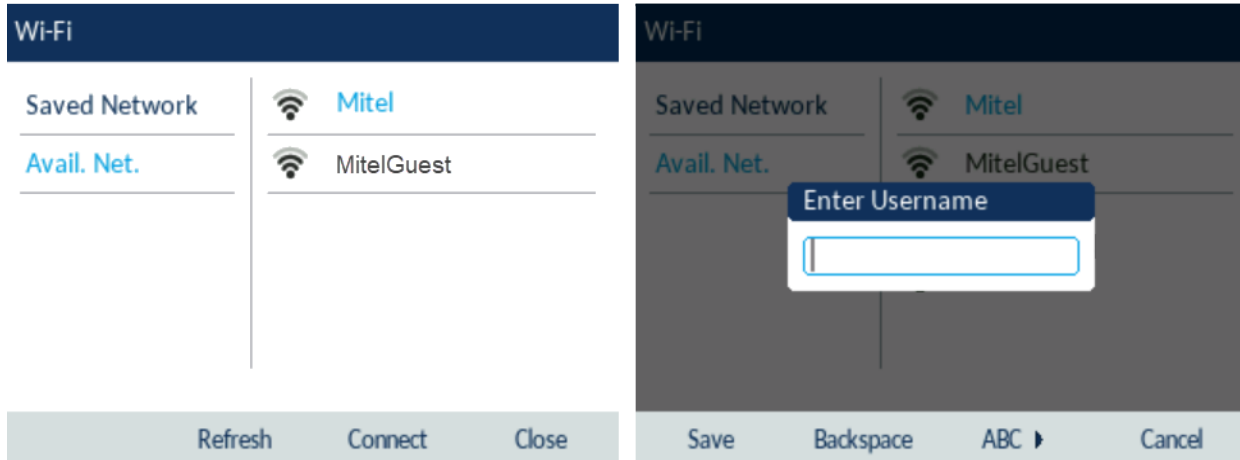 Wi-Fi
Saved Network
Avail. Net.
Mitel
MitelGuest
Refresh Connect Close
Wi-Fi
Saved Network
Avail. Net.
Mitel
MitelGuest
Enter Username
Save Backspace ABC ▶ Cancel